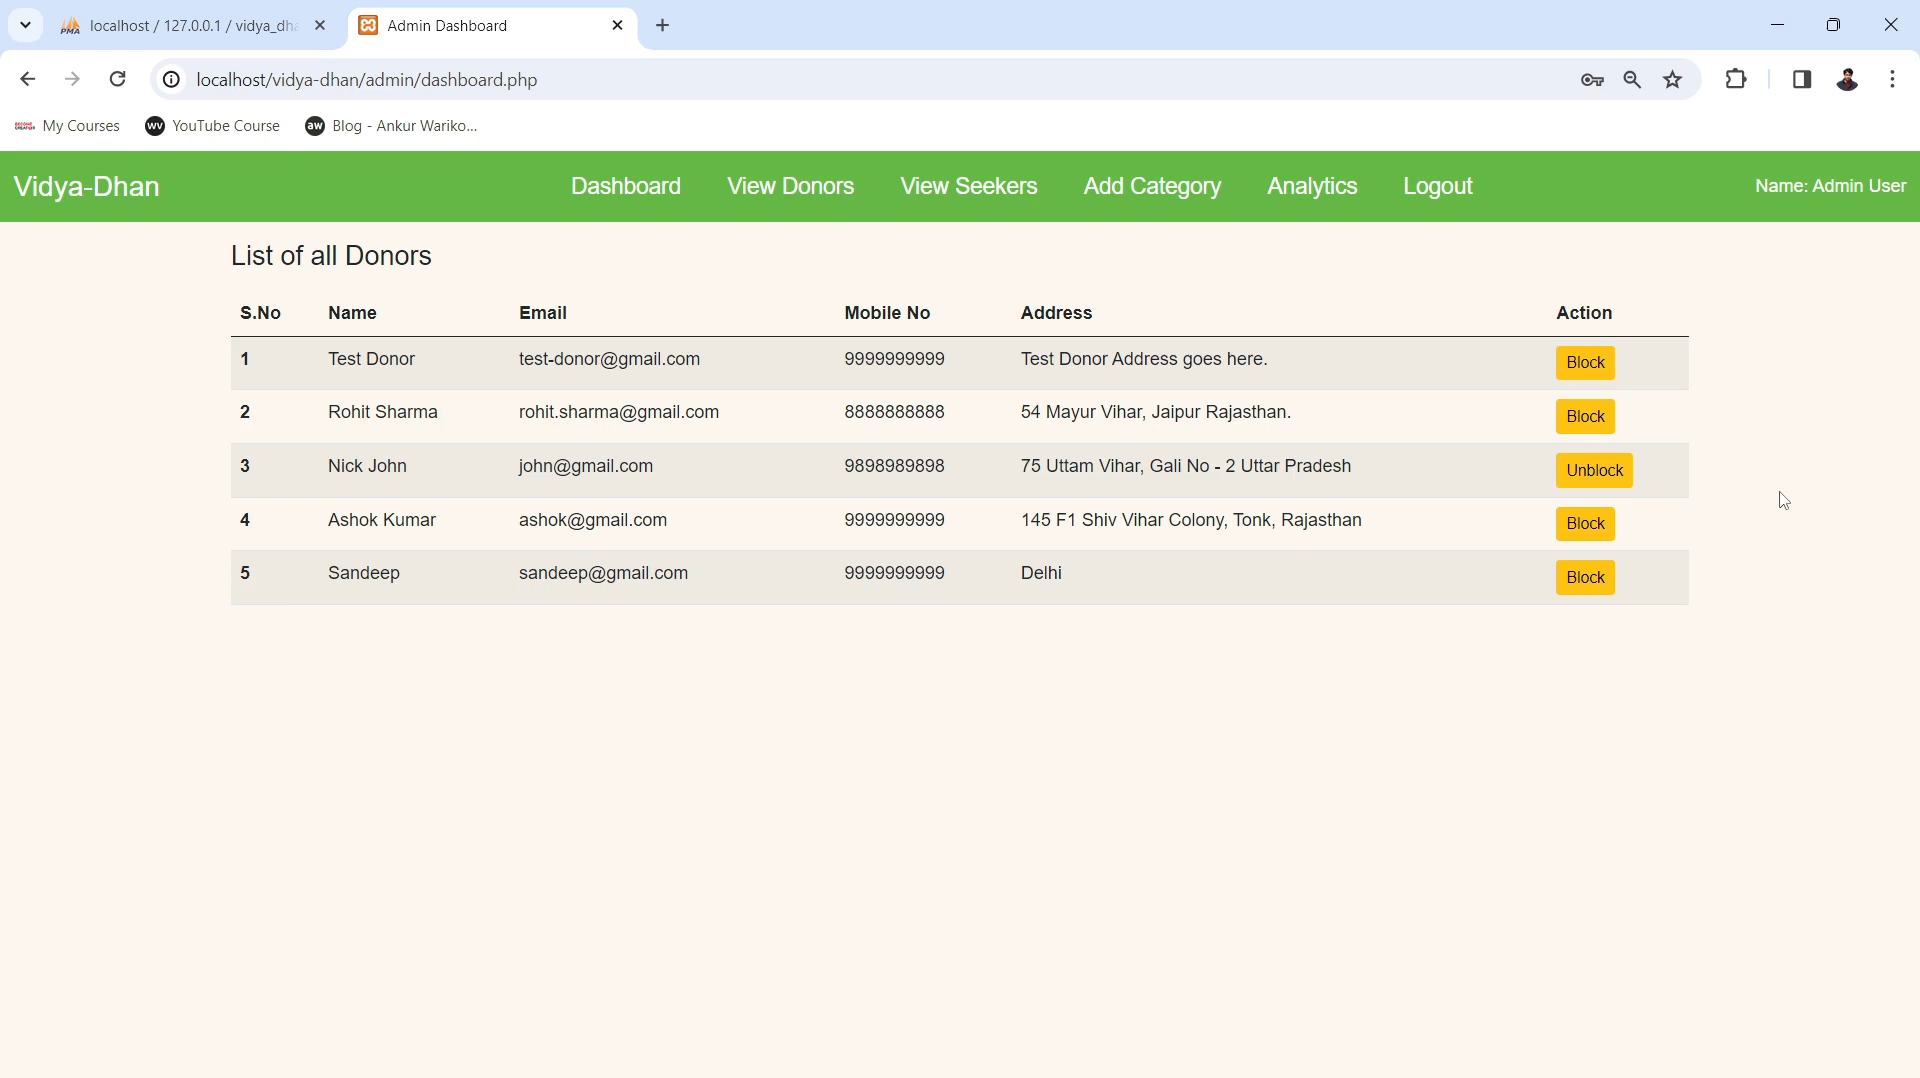 localhost / 127.0.0.1 / vidya_dha
Admin Dashboard
localhost/vidya-dhan/admin/dashboard.php
My Courses
wv YouTube Course
aw Blog - Ankur Wariko...
Vidya-Dhan
Dashboard View Donors View Seekers Add Category Analytics Logout
Name: Admin User
List of all Donors
S.No Name Email Mobile No Address Action
1 Test Donor test-donor@gmail.com 9999999999 Test Donor Address goes here. Block
2 Rohit Sharma rohit.sharma@gmail.com 8888888888 54 Mayur Vihar, Jaipur Rajasthan. Block
3 Nick John john@gmail.com 9898989898 75 Uttam Vihar, Gali No - 2 Uttar Pradesh Unblock
4 Ashok Kumar ashok@gmail.com 9999999999 145 F1 Shiv Vihar Colony, Tonk, Rajasthan Block
5 Sandeep sandeep@gmail.com 9999999999 Delhi Block